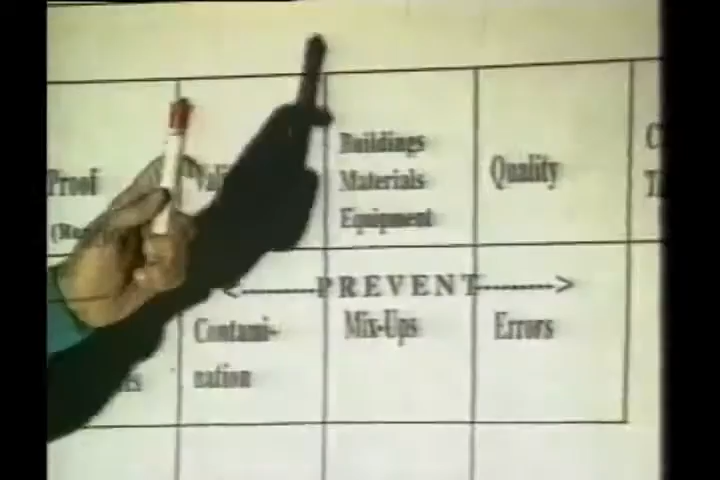 Proof
Buildings
Materials
Equipment
Quality
<-------PREVENT------->
Contami-
nation
Mix-Ups
Errors